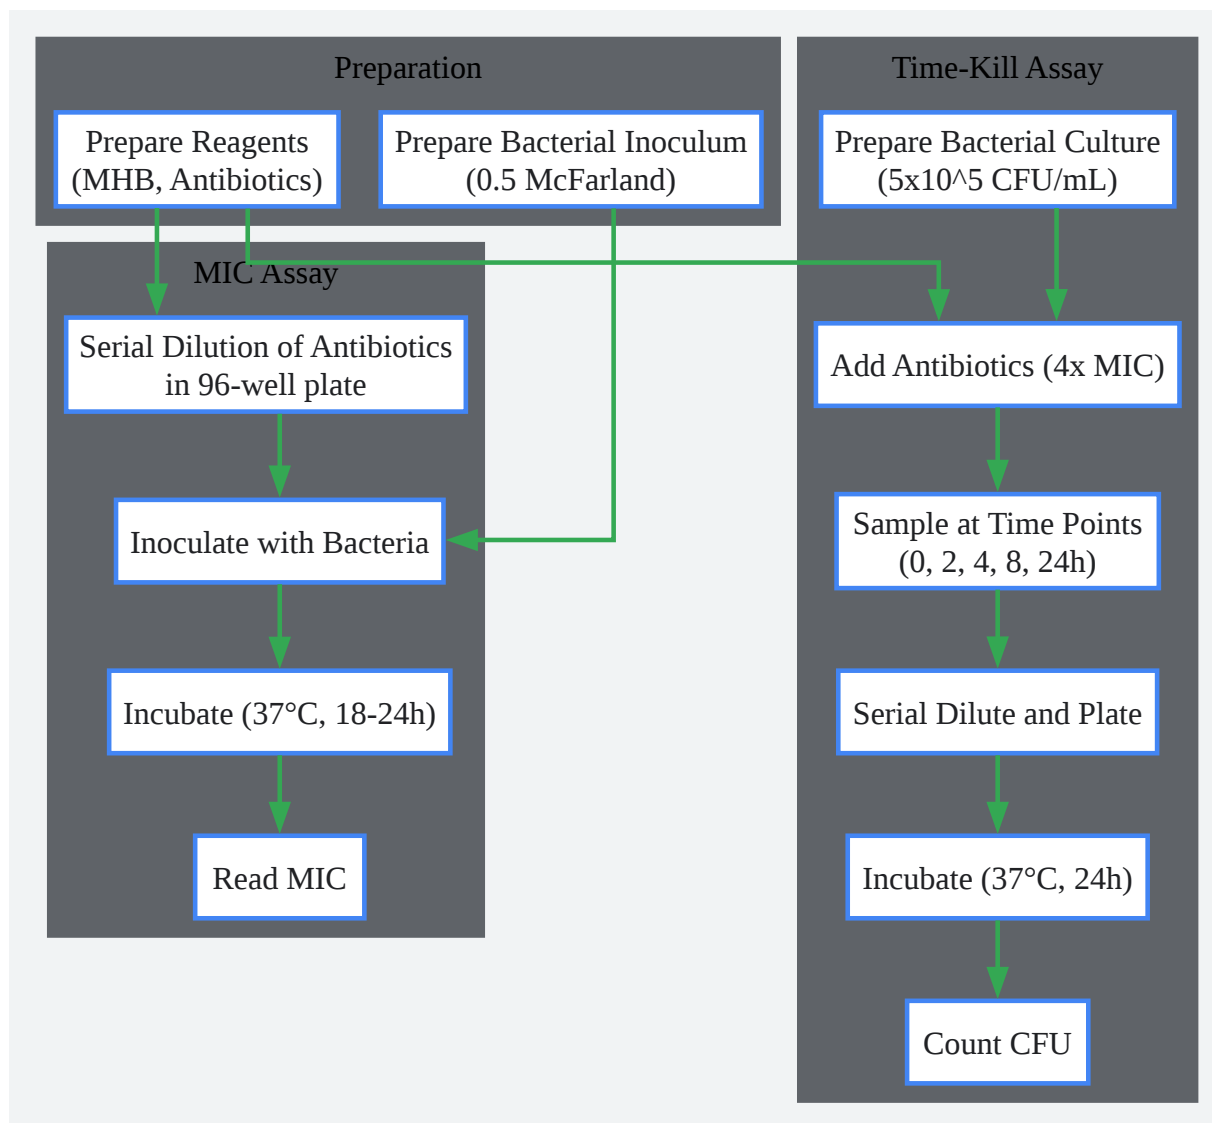 Preparation
Prepare Reagents
(MHB, Antibiotics)
Prepare Bacterial Inoculum
(0.5 McFarland)
MIC Assay
Serial Dilution of Antibiotics
in 96-well plate
Inoculate with Bacteria
Incubate (37°C, 18-24h)
Read MIC
Time-Kill Assay
Prepare Bacterial Culture
(5x10^5 CFU/mL)
Add Antibiotics (4x MIC)
Sample at Time Points
(0, 2, 4, 8, 24h)
Serial Dilute and Plate
Incubate (37°C, 24h)
Count CFU